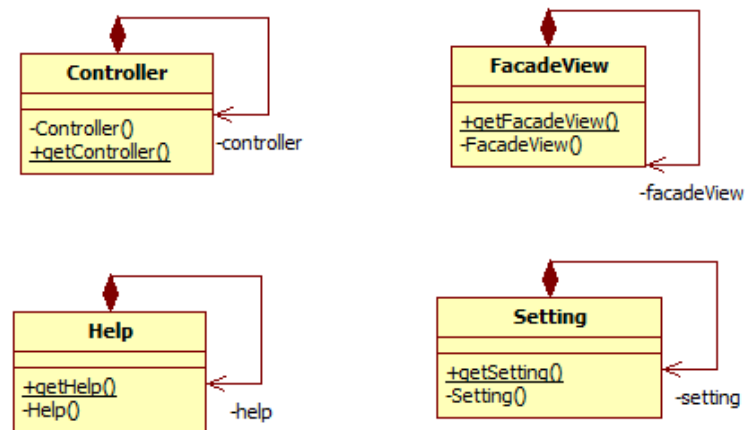 Controller
-Controller()
+getController()
-controller
FacadeView
+getFacadeView()
-FacadeView()
-facadeView
Help
+getHelp()
-Help()
-help
Setting
+getSetting()
-Setting()
-setting